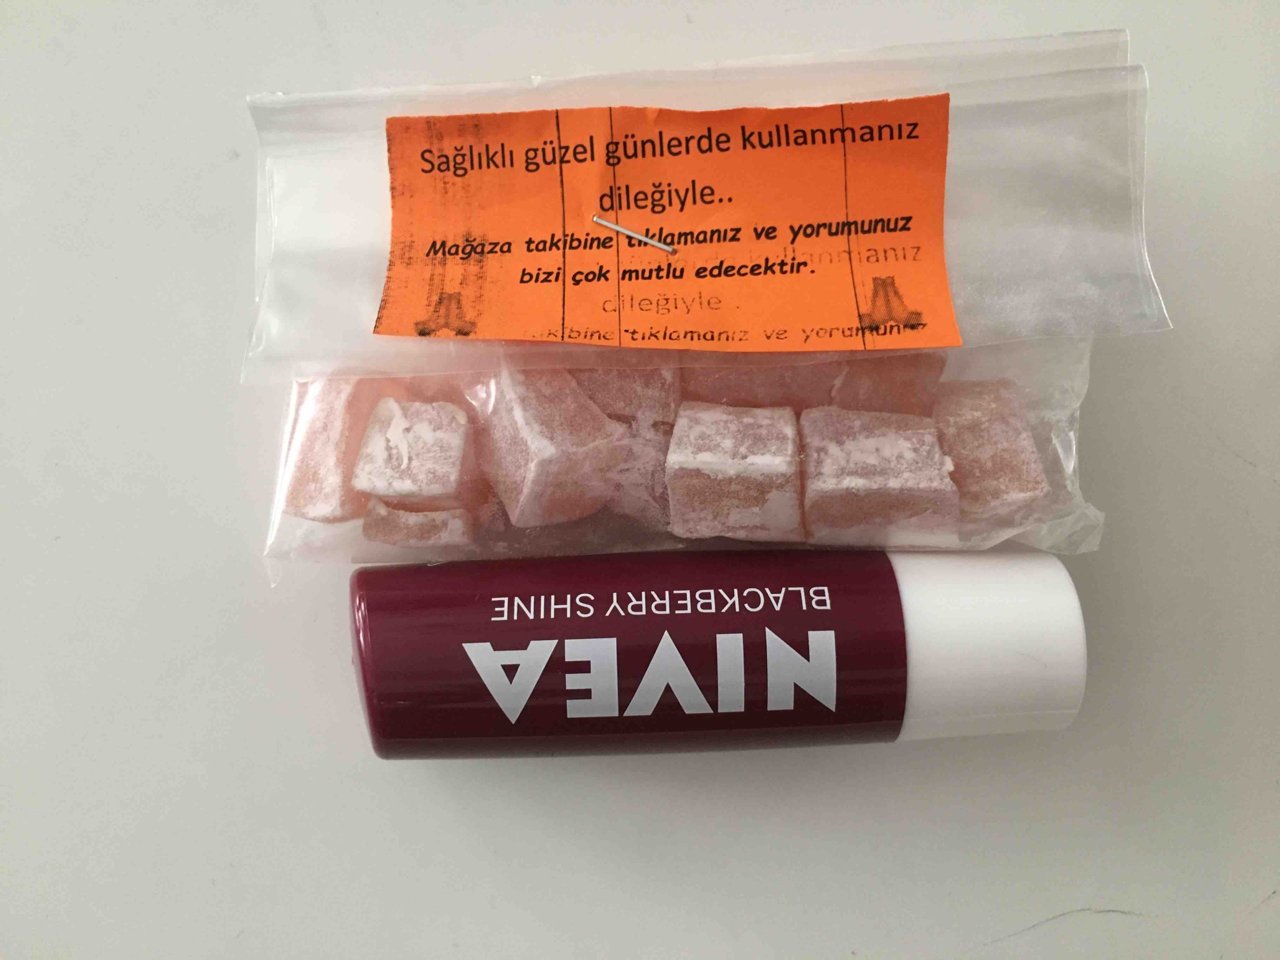 Sağlıklı güzel günlerde kullanmanız
dileğiyle..
Mağaza takibine tıklamanız ve yorumunuz
bizi çok mutlu edecektir.
kullanmanız
dileğiyle .
tıklamanız ve yorumunuz
BLACKBERRY SHINE
NIVEA